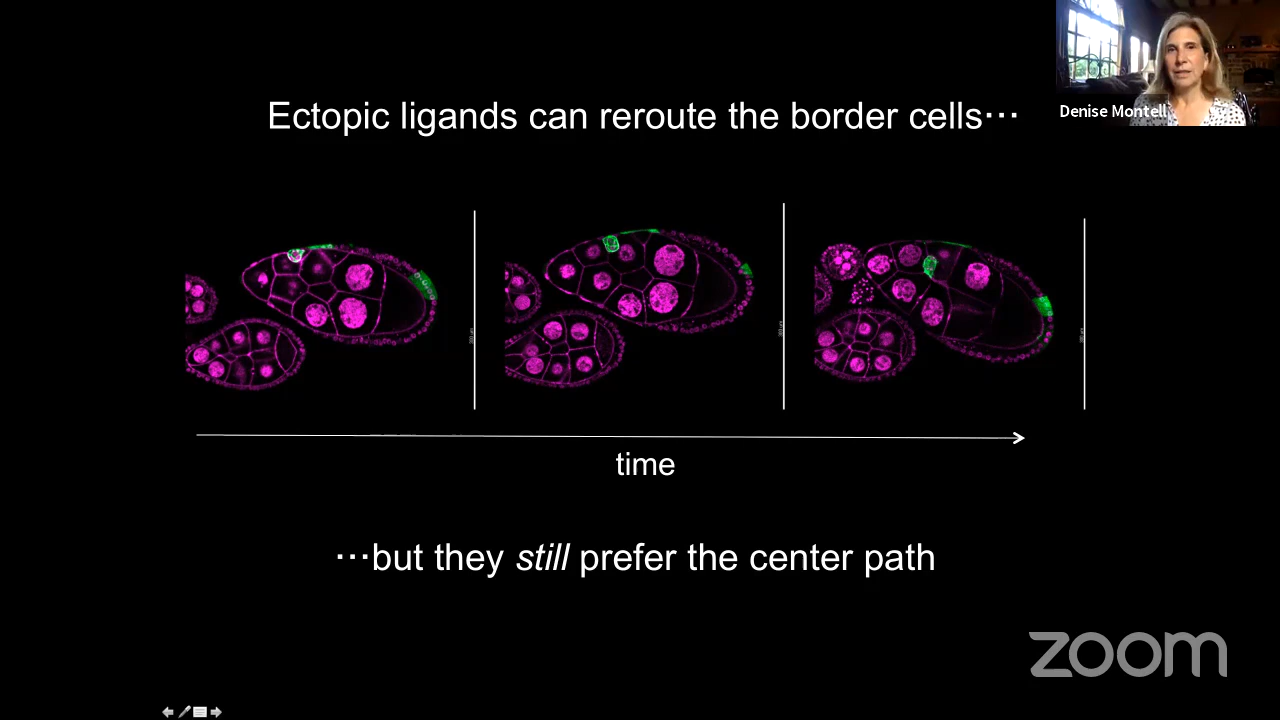 Ectopic ligands can reroute the border cells⋯
Denise Montell
time
⋯but they still prefer the center path
zoom